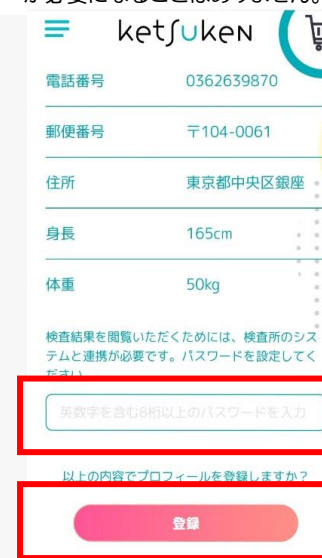 が必要になることはありません。
ketsuken
電話番号 0362639870
郵便番号 〒104-0061
住所 東京都中央区銀座
身長 165cm
体重 50kg
検査結果を閲覧いただくためには、検査所のシス
テムと連携が必要です。パスワードを設定してく
ださい
英数字を含む8桁以上のパスワードを入力
以上の内容でプロフィールを登録しますか？
登録